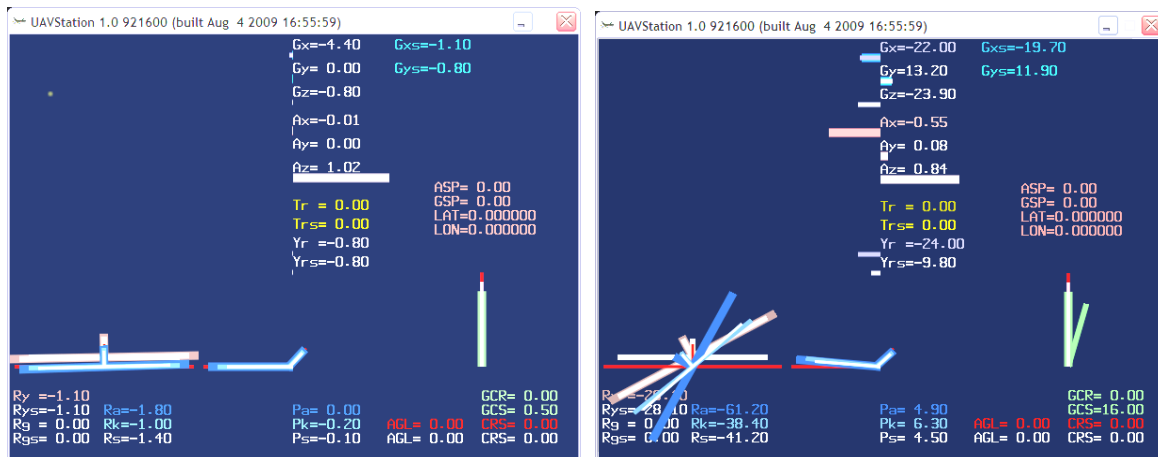 UAVStation 1.0 921600 (built Aug 4 2009 16:55:59)
Gx=-4.40 Gxs=-1.10
Gy= 0.00 Gys=-0.80
Gz=-0.80
Ax=-0.01
Ay= 0.00
Az= 1.02
ASP= 0.00
GSP= 0.00
LAT=0.000000
LON=0.000000
Tr = 0.00
Trs= 0.00
Yr =-0.80
Yrs=-0.80
Ry =-1.10 GCR= 0.00
Rys=-1.10 Ra=-1.80 Pa= 0.00 GCS= 0.50
Rg = 0.00 Rk=-1.00 Pk=-0.20 AGL= 0.00 CRS= 0.00
Rgs= 0.00 Rs=-1.40 Ps=-0.10 AGL= 0.00 CRS= 0.00
UAVStation 1.0 921600 (built Aug 4 2009 16:55:59)
Gx=-22.00 Gxs=-19.70
Gy=13.20 Gys=11.90
Gz=-23.90
Ax=-0.55
Ay= 0.08
Az= 0.84
ASP= 0.00
GSP= 0.00
LAT=0.000000
LON=0.000000
Tr = 0.00
Trs= 0.00
Yr =-24.00
Yrs=-9.80
GCR= 0.00
Ra=-61.20 Pa= 4.90 GCS=16.00
Rg = 0.00 Rk=-38.40 Pk= 6.30 AGL= 0.00 CRS= 0.00
Rs=-41.20 Ps= 4.50 AGL= 0.00 CRS= 0.00